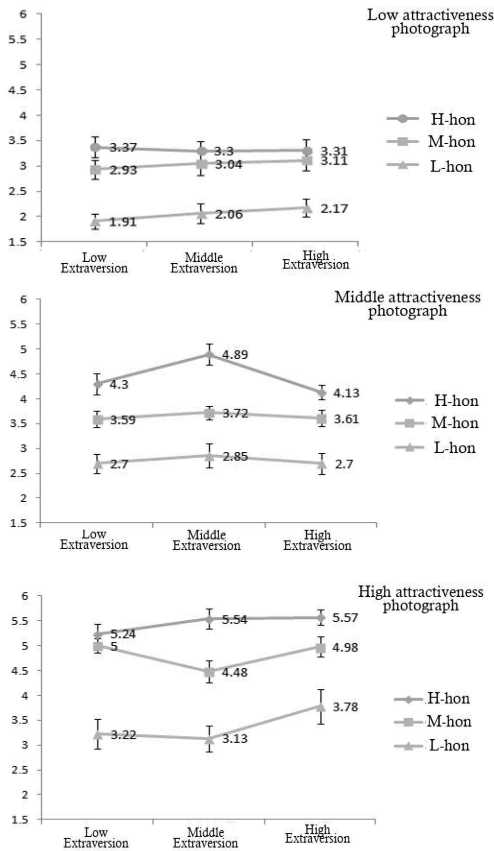 Low attractiveness
photograph
6
5.5
5
4.5
4
3.5
3
2.5
2
1.5
3.37
3.3
3.31
2.93
3.04
3.11
1.91
2.06
2.17
H-hon
M-hon
L-hon
Low
Extraversion
Middle
Extraversion
High
Extraversion
Middle attractiveness
photograph
6
5.5
5
4.5
4
3.5
3
2.5
2
1.5
4.3
4.89
4.13
3.59
3.72
3.61
2.7
2.85
2.7
H-hon
M-hon
L-hon
Low
Extraversion
Middle
Extraversion
High
Extraversion
High attractiveness
photograph
6
5.5
5
4.5
4
3.5
3
2.5
2
1.5
5.24
5.54
5.57
5
4.48
4.98
3.22
3.13
3.78
H-hon
M-hon
L-hon
Low
Extraversion
Middle
Extraversion
High
Extraversion